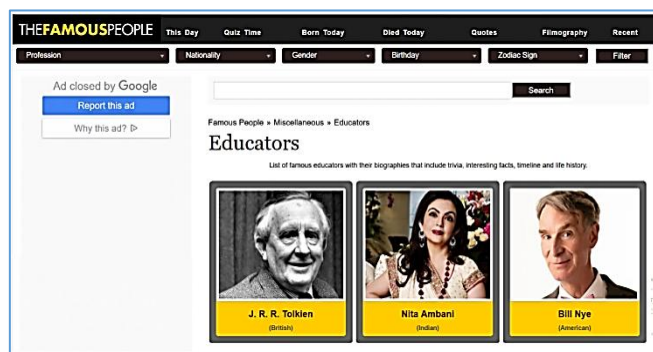 THEFAMOUSPEOPLE This Day Quiz Time Born Today Died Today Quotes Filmography Recent
Profession Nationality Gender Birthday Zodiac Sign Filter
Ad closed by Google
Report this ad
Why this ad?
Search
Famous People » Miscellaneous » Educators
Educators
List of famous educators with their biographies that include trivia, interesting facts, timeline and life history.
J. R. R. Tolkien Nita Ambani Bill Nye
(British) (Indian) (American)